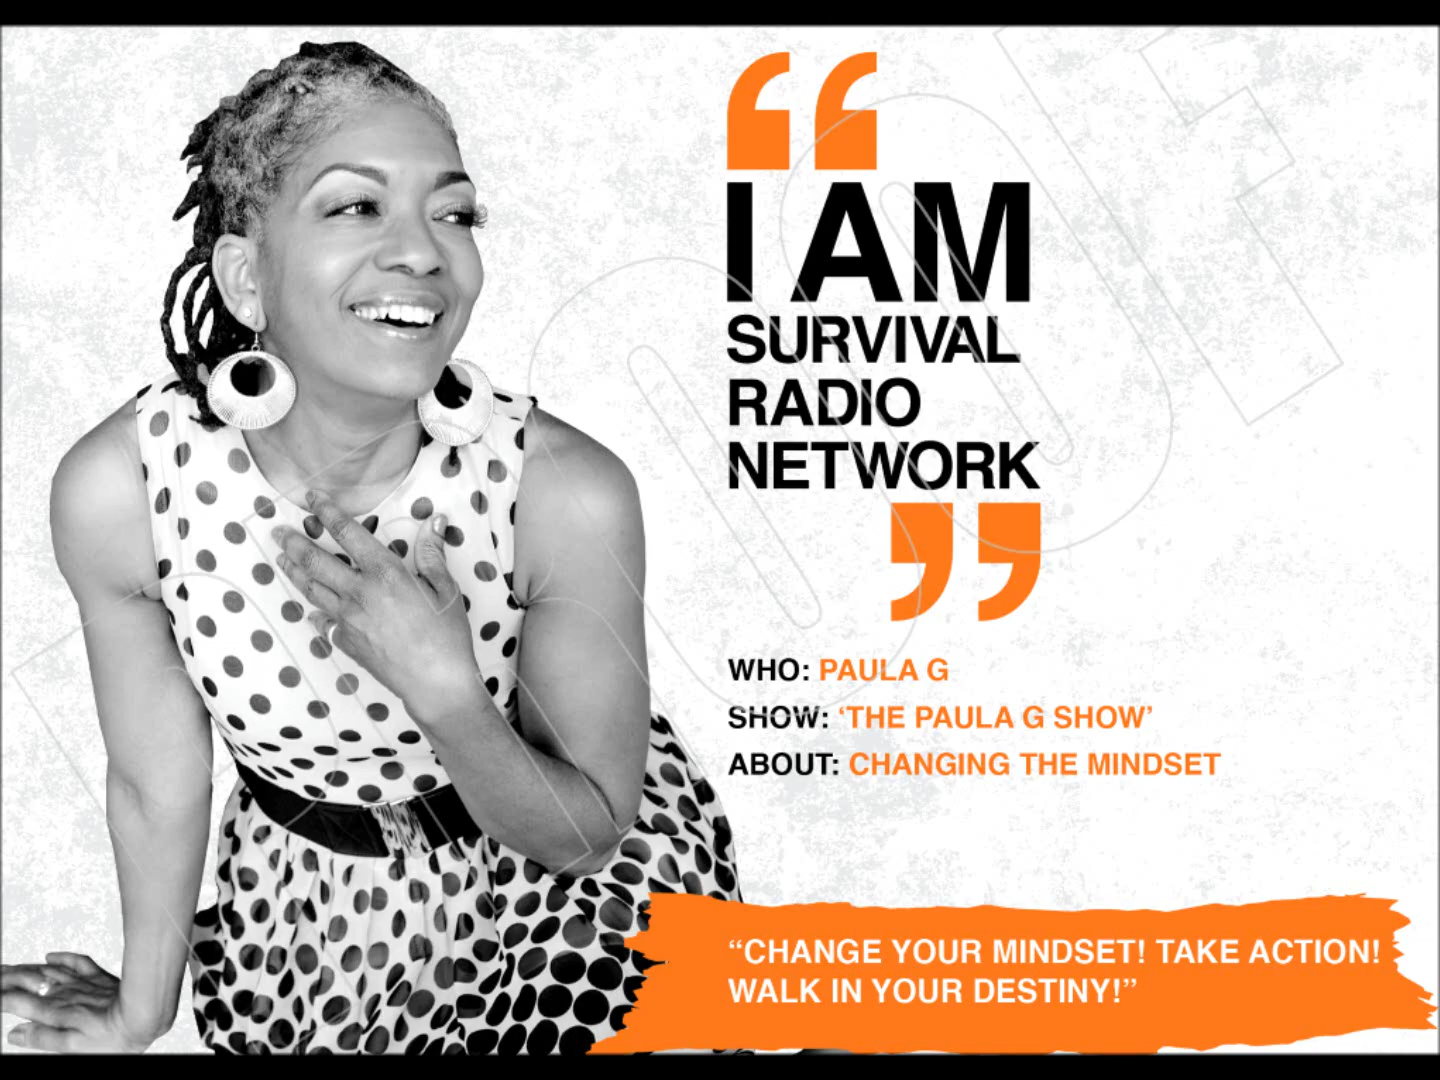 “
I AM
SURVIVAL
RADIO
NETWORK
”
WHO: PAULA G
SHOW: ‘THE PAULA G SHOW’
ABOUT: CHANGING THE MINDSET
“CHANGE YOUR MINDSET! TAKE ACTION!
WALK IN YOUR DESTINY!”
PROOF